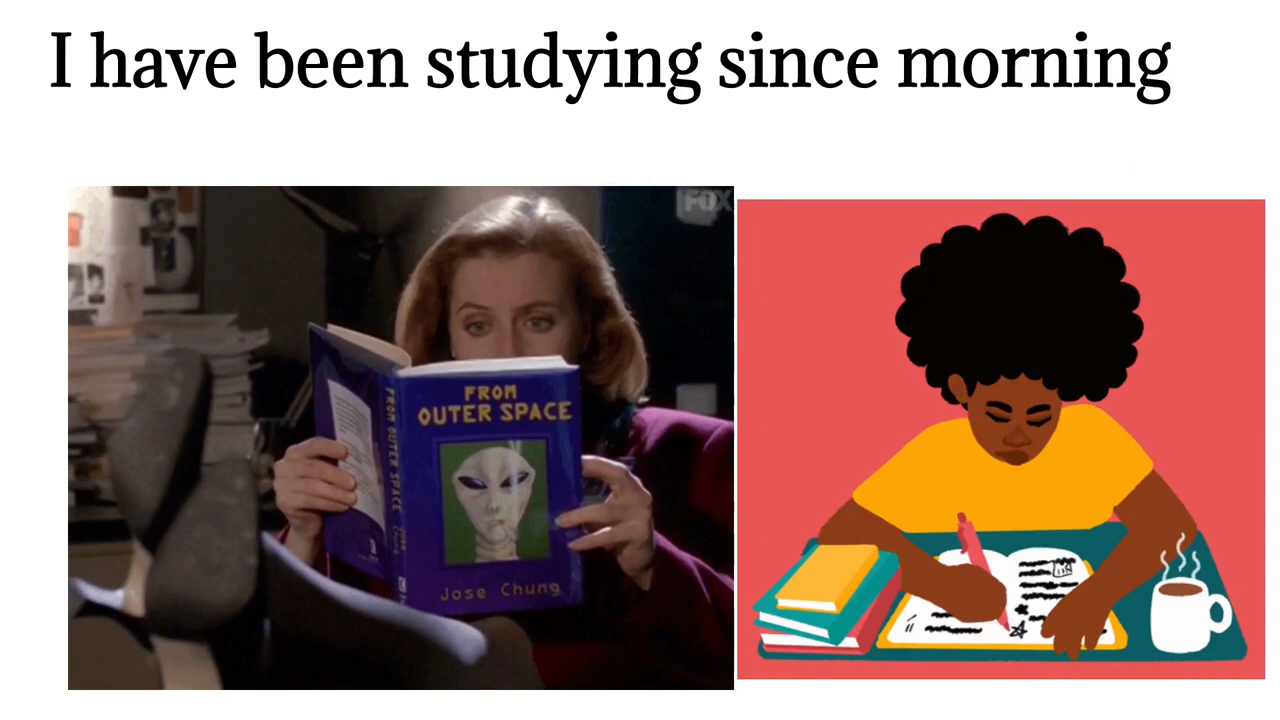 I have been studying since morning
FOX
FROM
OUTER SPACE
FROM OUTER SPACE
Jose Chung